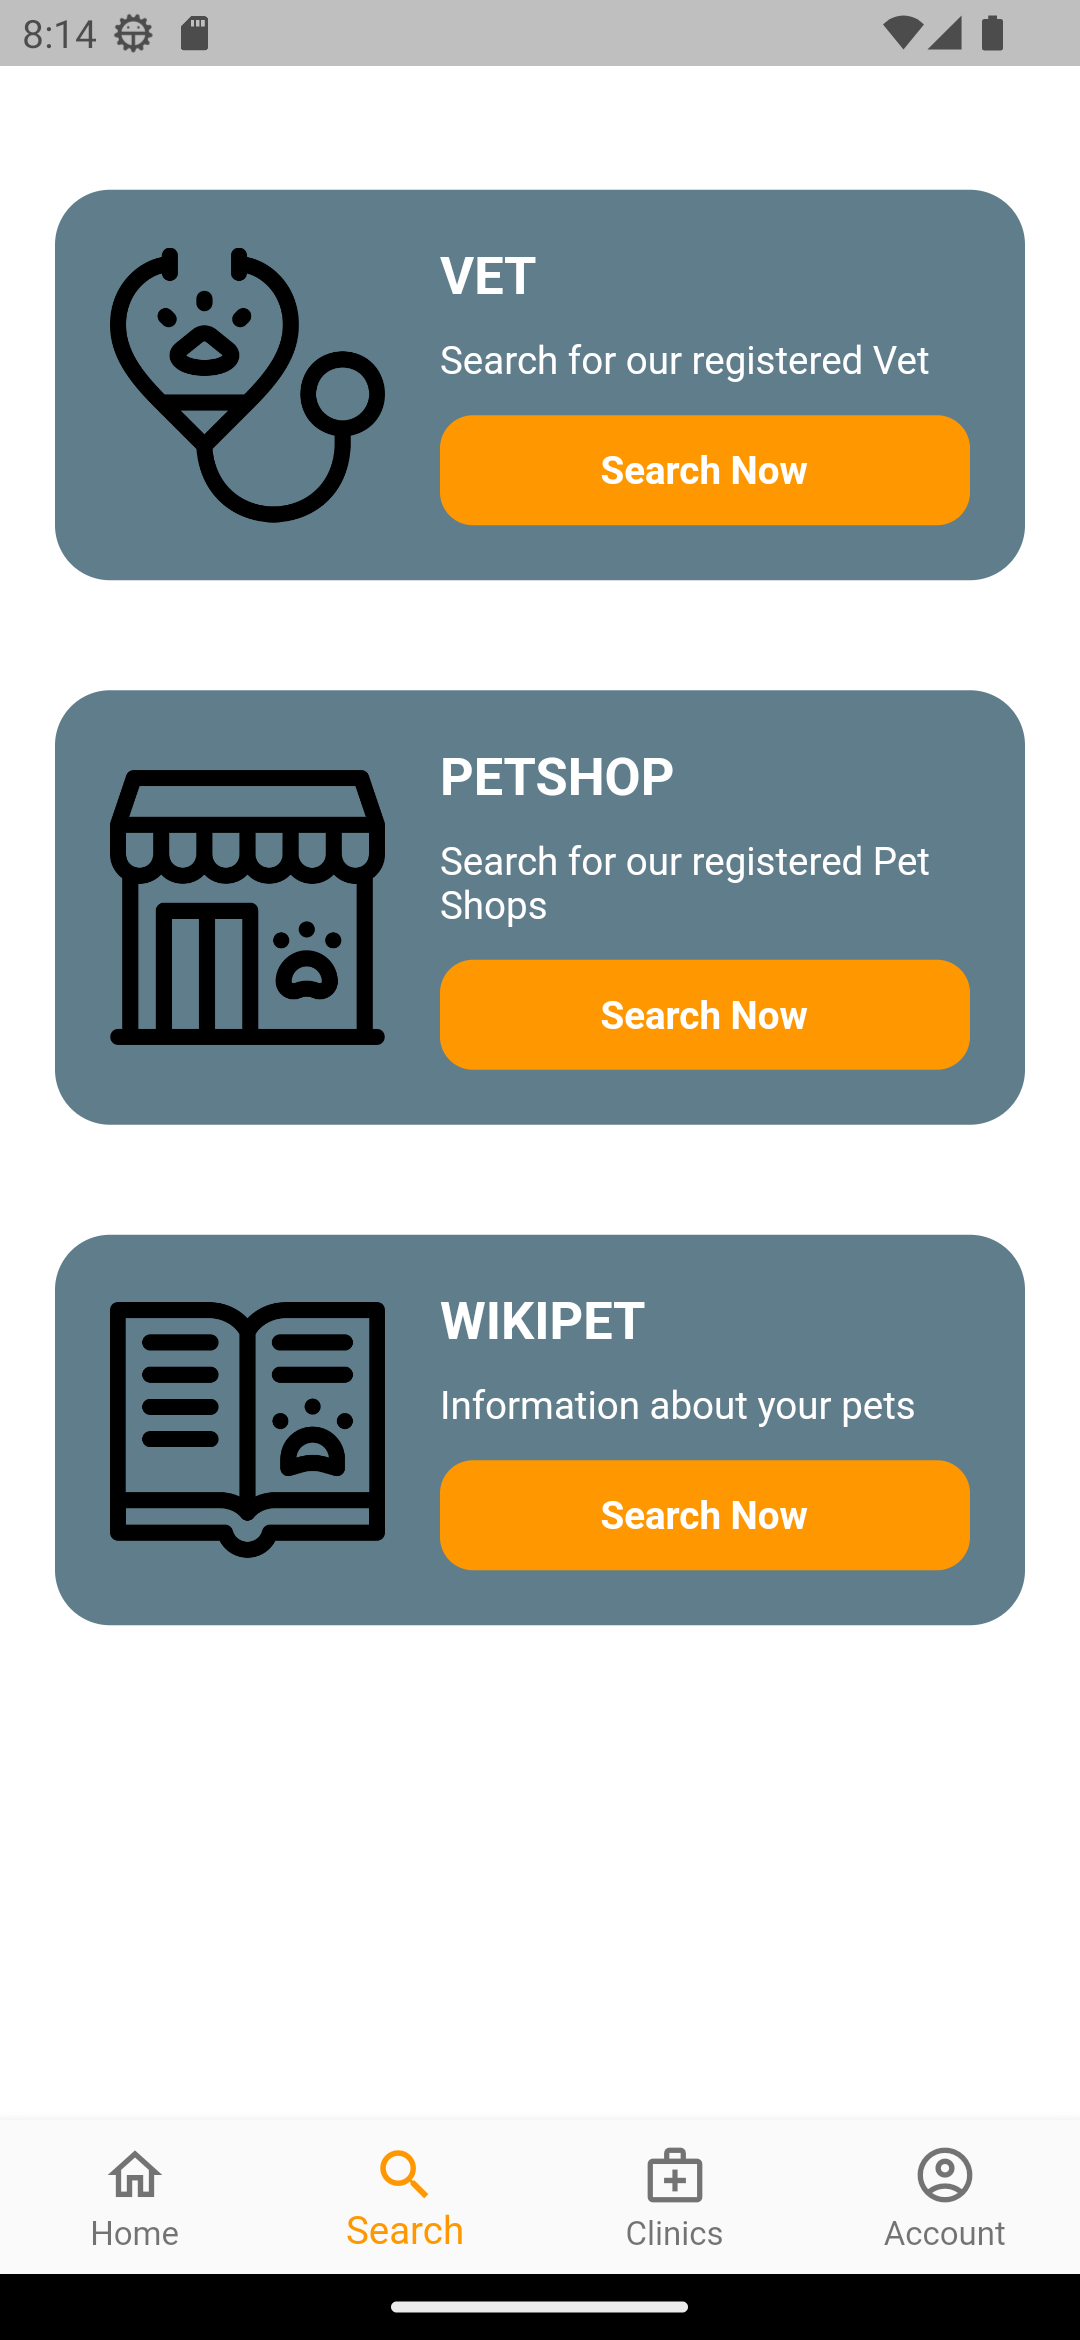 8:14
VET
Search for our registered Vet
Search Now
PETSHOP
Search for our registered Pet
Shops
Search Now
WIKIPET
Information about your pets
Search Now
Home
Search
Clinics
Account